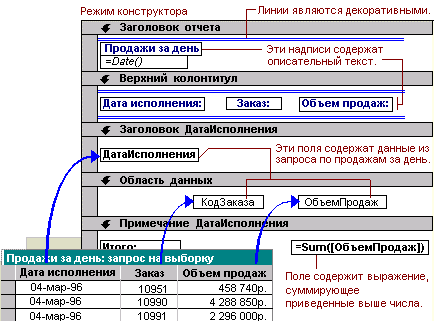 Режим конструктора
Линии являются декоративными.
Заголовок отчета
Продажи за день
=Date()
Эти надписи содержат
описательный текст.
Верхний колонтитул
Дата исполнения:
Заказ:
Объем продаж:
Заголовок ДатаИсполнения
ДатаИсполнения
Эти поля содержат данные из
запроса по продажам за день.
Область данных
КодЗаказа
ОбъемПродаж
Примечание ДатаИсполнения
Итого:
=Sum([ОбъемПродаж])
Продажи за день: запрос на выборку
Дата исполнения Заказ Объем продаж
04-мар-96 10951 458 740р.
04-мар-96 10990 4 288 850р.
04-мар-96 10991 2 296 000р.
Поле содержит выражение,
суммирующее
приведенные выше числа.